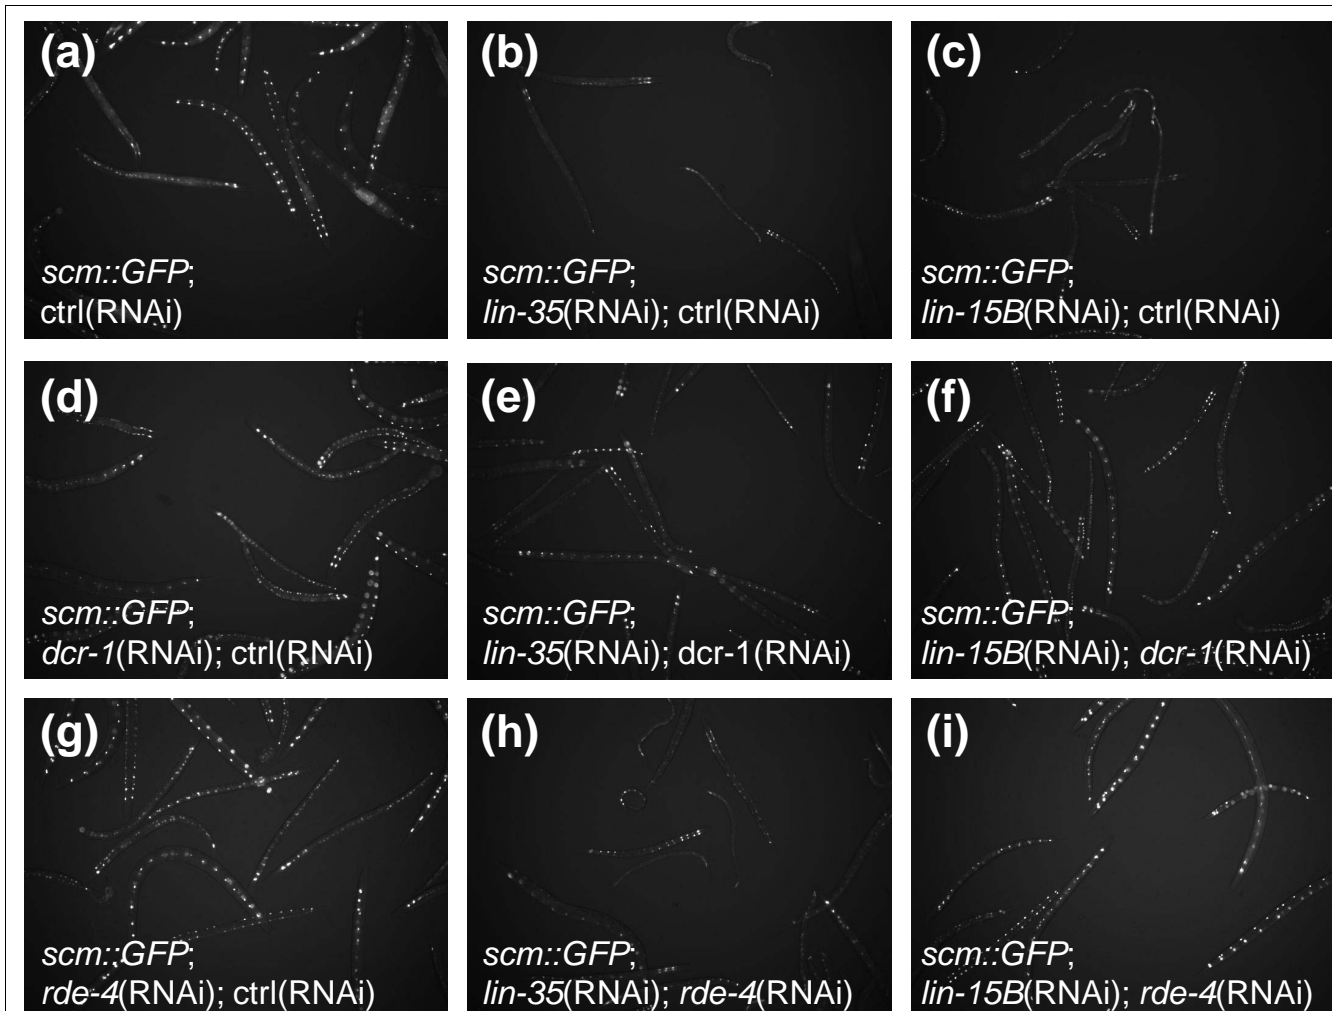 (a)
scm::GFP;
ctrl(RNAi)
(b)
scm::GFP;
lin-35(RNAi); ctrl(RNAi)
(c)
scm::GFP;
lin-15B(RNAi); ctrl(RNAi)
(d)
scm::GFP;
dcr-1(RNAi); ctrl(RNAi)
(e)
scm::GFP;
lin-35(RNAi); dcr-1(RNAi)
(f)
scm::GFP;
lin-15B(RNAi); dcr-1(RNAi)
(g)
scm::GFP;
rde-4(RNAi); ctrl(RNAi)
(h)
scm::GFP;
lin-35(RNAi); rde-4(RNAi)
(i)
scm::GFP;
lin-15B(RNAi); rde-4(RNAi)